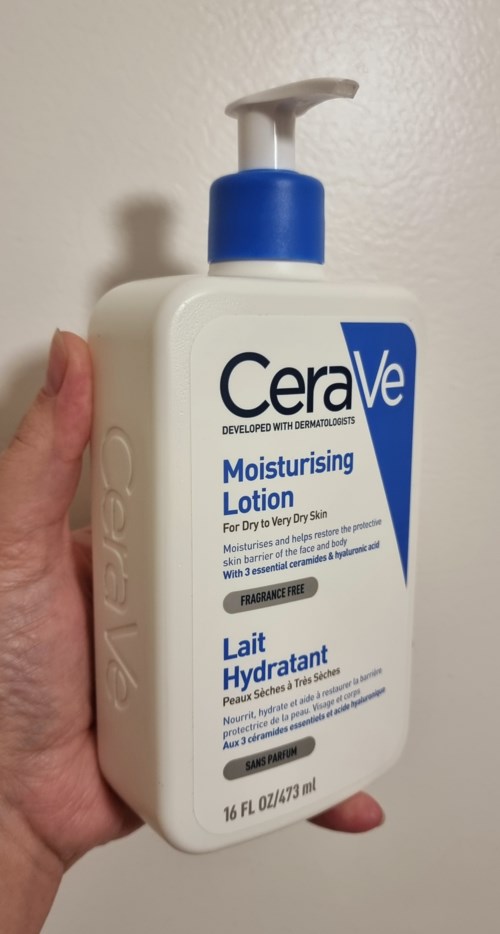 CeraVe
DEVELOPED WITH DERMATOLOGISTS
Moisturising
Lotion
For Dry to Very Dry Skin
Moisturises and helps restore the protective
skin barrier of the face and body
With 3 essential ceramides & hyaluronic acid
FRAGRANCE FREE
Lait
Hydratant
Peaux Sèches à Très Sèches
Nourrit, hydrate et aide à restaurer la barrière
protectrice de la peau. Visage et corps
Aux 3 céramides essentiels et acide hyaluronique
SANS PARFUM
16 FL OZ/473 ml
CeraVe